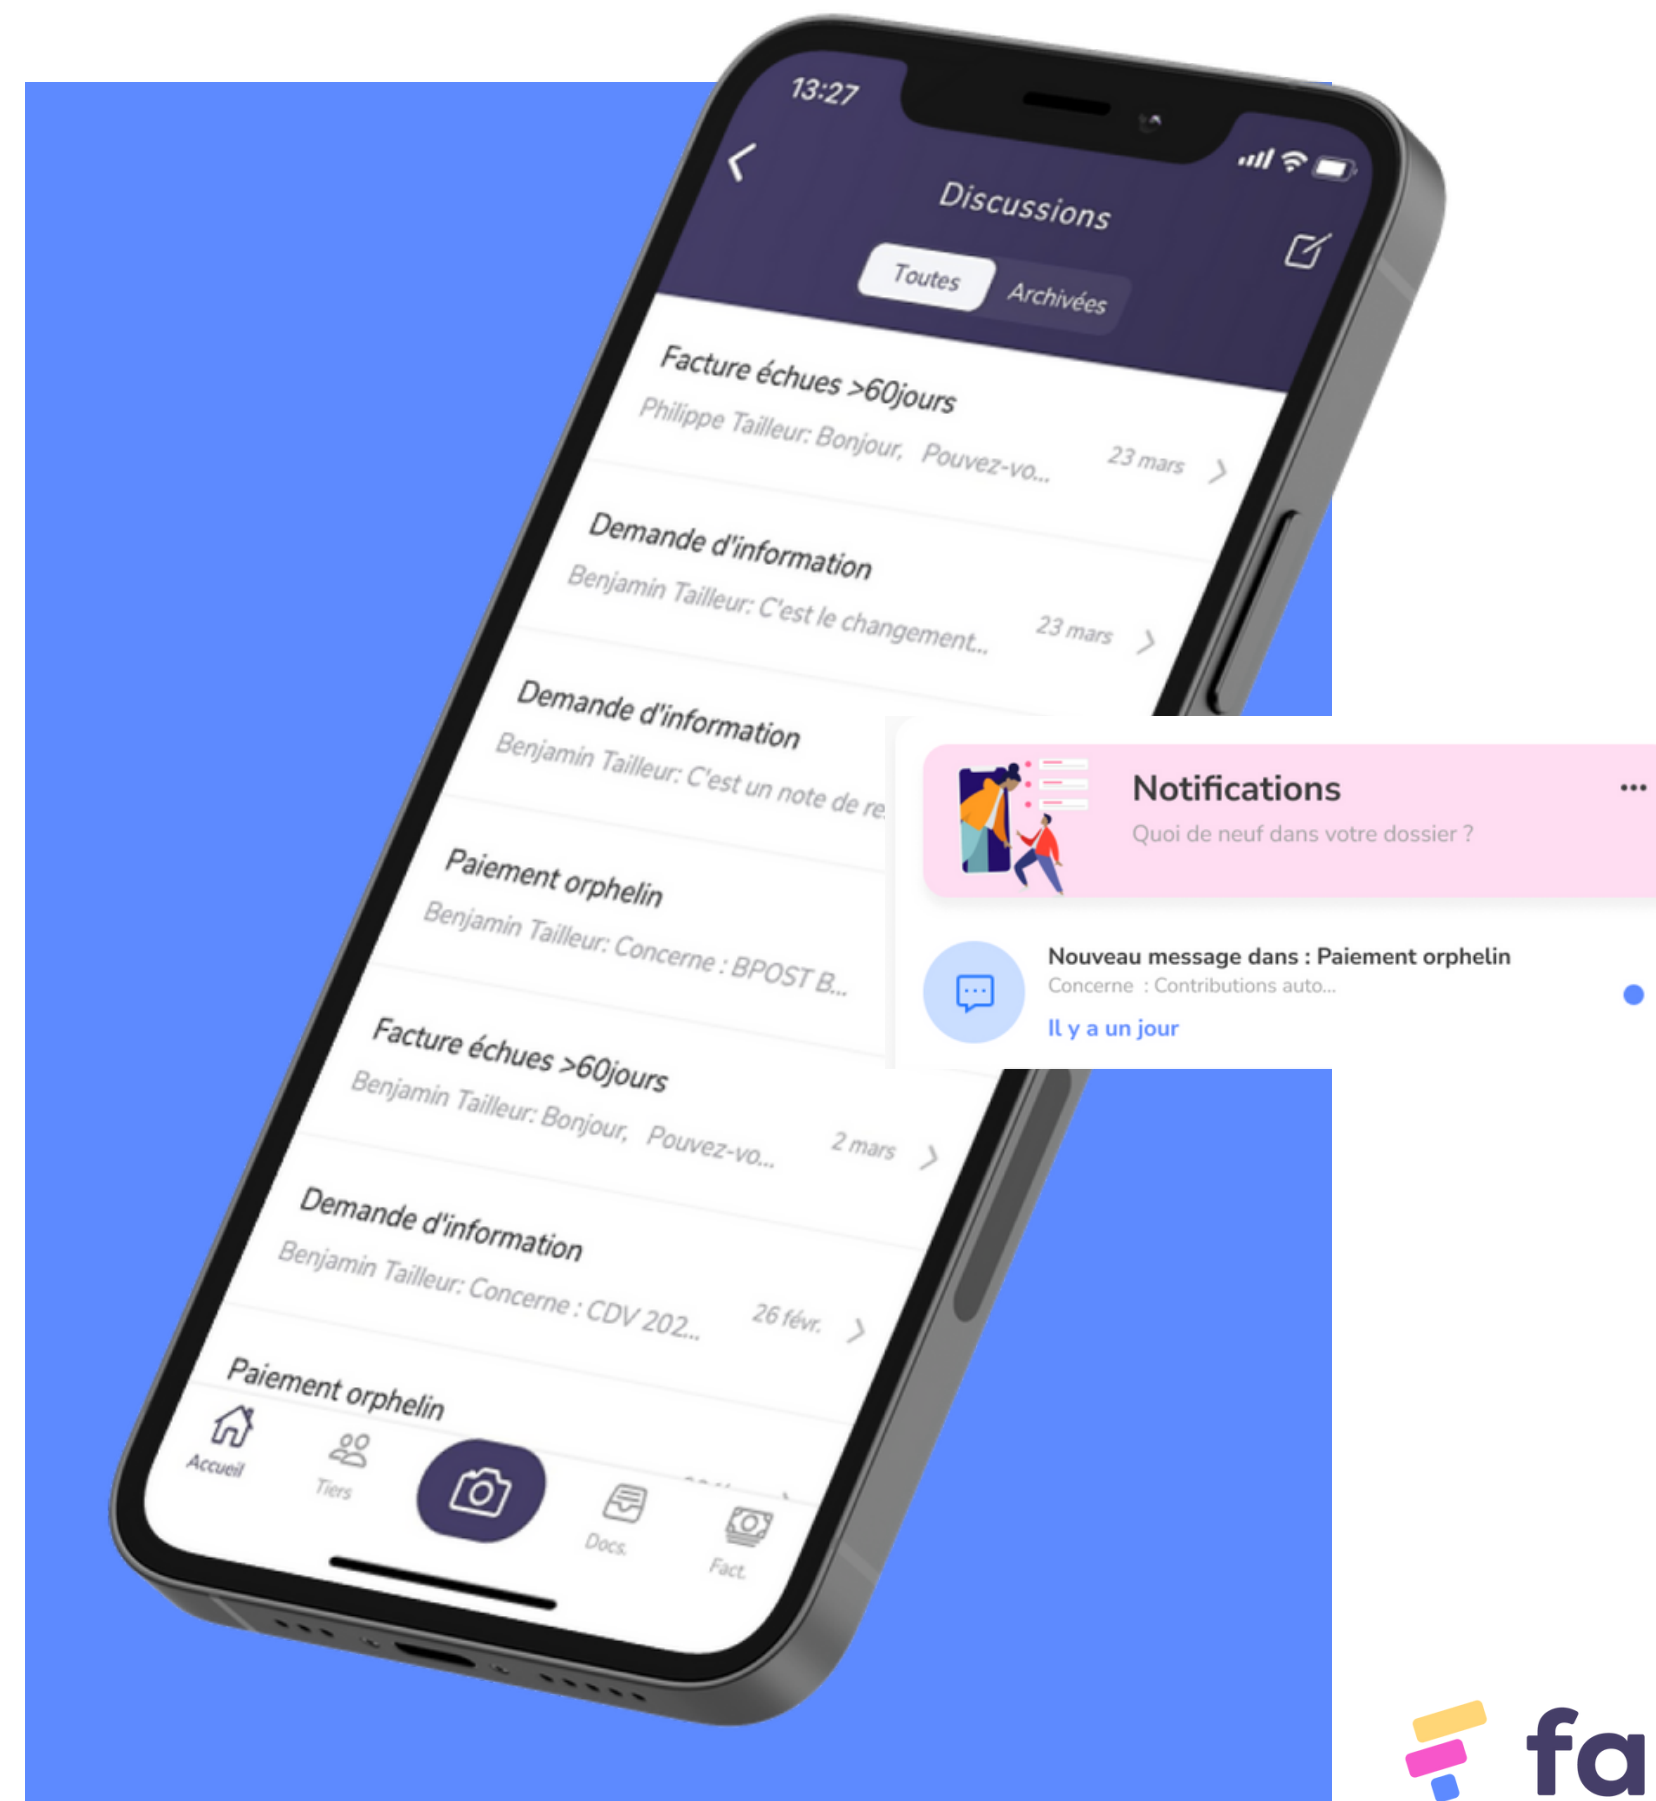 13:27
Discussions
Toutes
Archivées
Facture échues >60jours
Philippe Tailleur: Bonjour, Pouvez-vo...
23 mars
Demande d'information
Benjamin Tailleur: C'est le changement...
23 mars
Demande d'information
Benjamin Tailleur: C'est un note de re
Paiement orphelin
Benjamin Tailleur: Concerne : BPOST B...
Facture échues >60jours
Benjamin Tailleur: Bonjour, Pouvez-vo...
2 mars
Demande d'information
Benjamin Tailleur: Concerne : CDV 202...
26 févr.
Paiement orphelin
Accueil
Tiers
Docs.
Fact.
Notifications
...
Quoi de neuf dans votre dossier ?
Nouveau message dans : Paiement orphelin
Concerne : Contributions auto...
Il y a un jour
fa